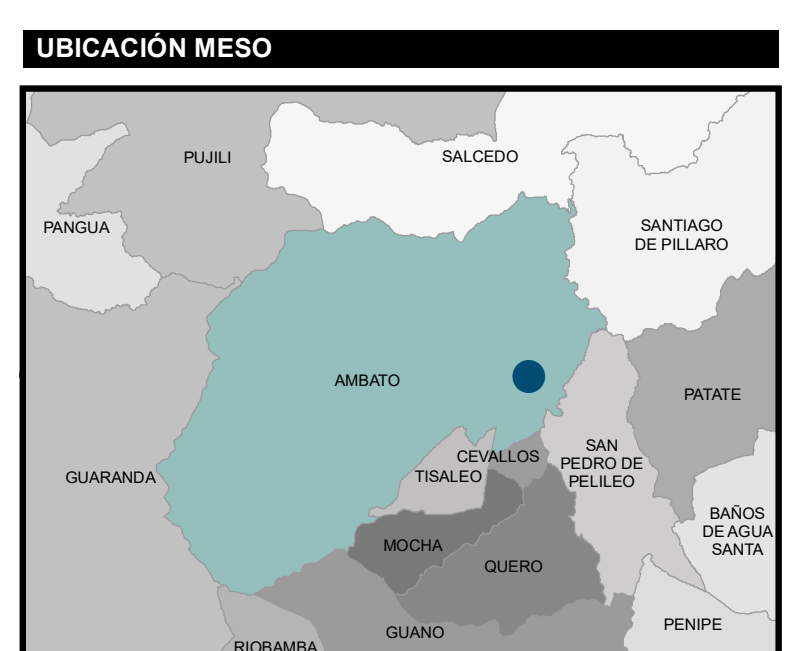 UBICACIÓN MESO
PUJILI
SALCEDO
PANGUA
SANTIAGO
DE PILLARO
AMBATO
PATATE
GUARANDA
CEVALLOS
TISALEO
SAN
PEDRO DE
PELILEO
BAÑOS
DE AGUA
SANTA
MOCHA
QUERO
PENIPE
GUANO
RIOBAMBA